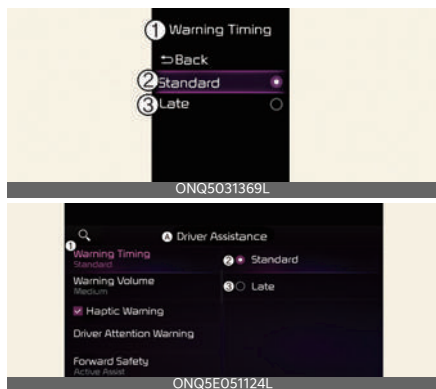 ① Warning Timing
⮌Back
② Standard
③ Late
ONQ5031369L
Ⓐ Driver Assistance
①
Warning Timing
Standard
② Standard
Warning Volume
Medium
③ Late
Haptic Warning
Driver Attention Warning
Forward Safety
Active Assist
ONQ5E051124L